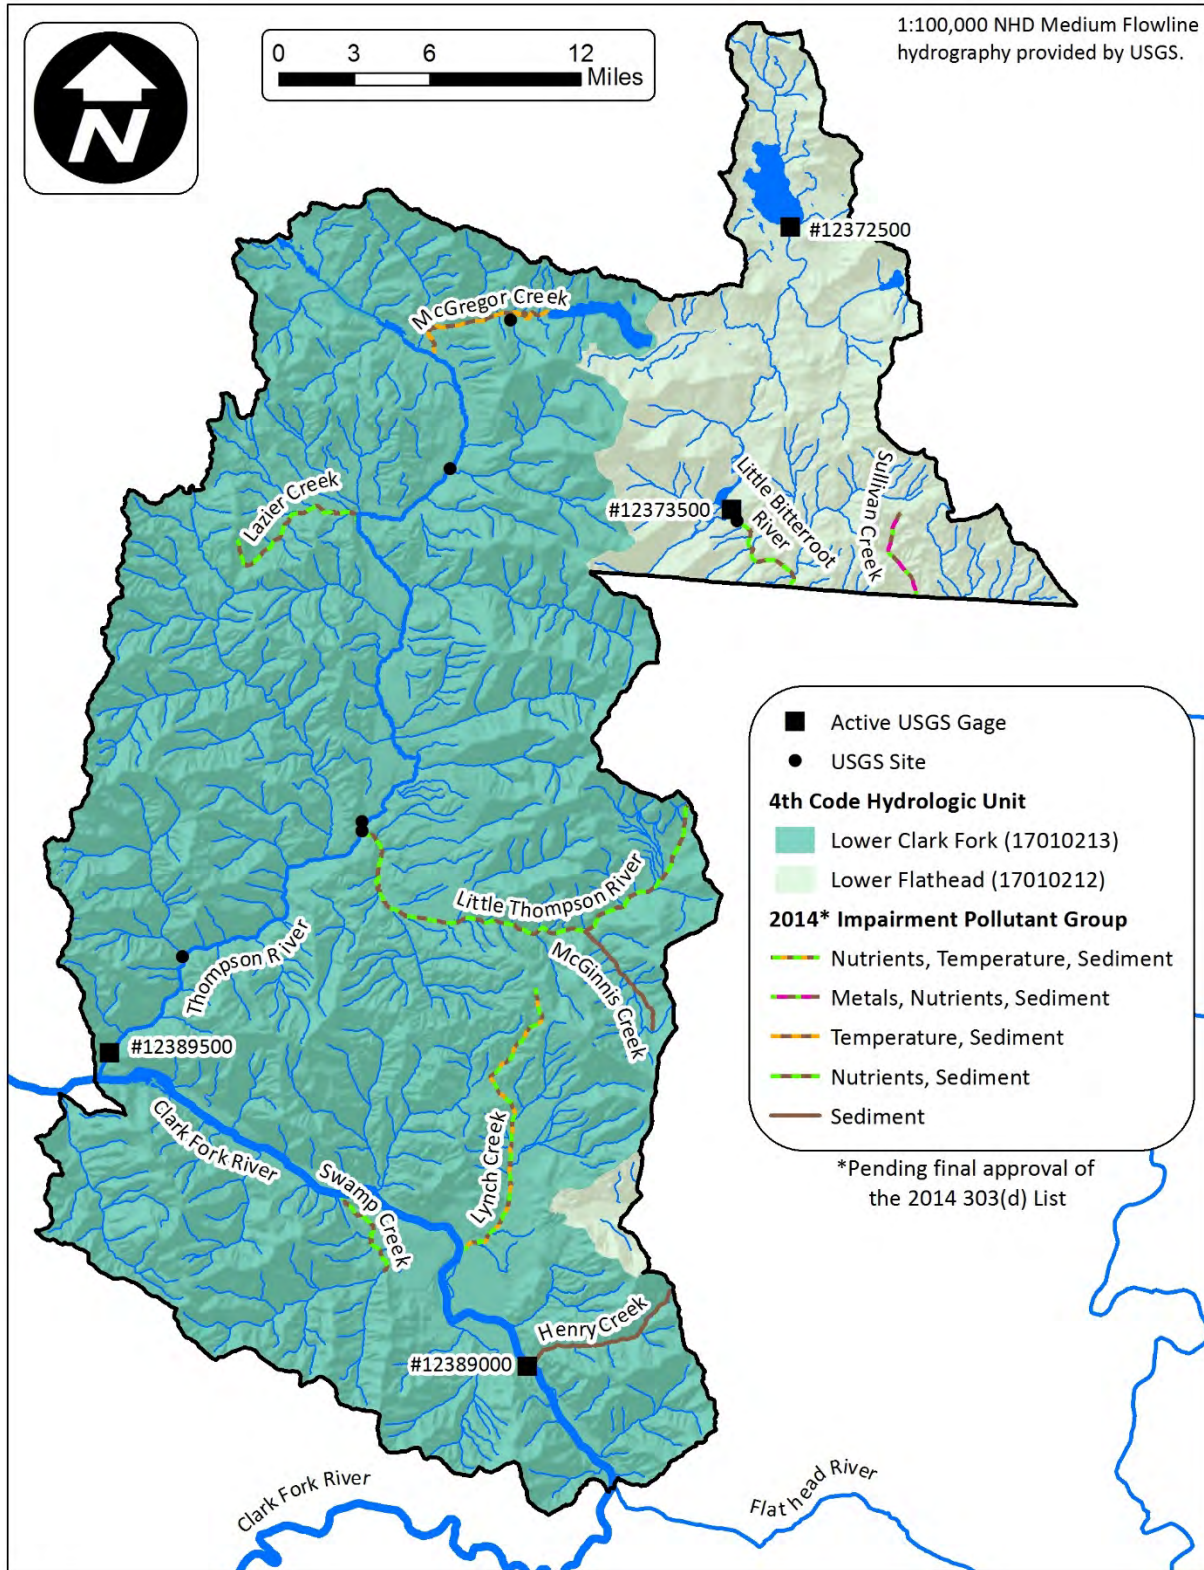 1:100,000 NHD Medium Flowline
hydrography provided by USGS.
N
0 3 6 12
Miles
#12372500
McGregor Creek
Lazier Creek
#12373500
Little Bitterroot
River
Sullivan
Creek
Little Thompson River
McGinnis Creek
Thompson River
#12389500
Clark Fork River
Swamp Creek
Lynch Creek
Henry Creek
#12389000
Clark Fork River
Flathead River
Active USGS Gage
USGS Site
4th Code Hydrologic Unit
Lower Clark Fork (17010213)
Lower Flathead (17010212)
2014* Impairment Pollutant Group
Nutrients, Temperature, Sediment
Metals, Nutrients, Sediment
Temperature, Sediment
Nutrients, Sediment
Sediment
*Pending final approval of
the 2014 303(d) List